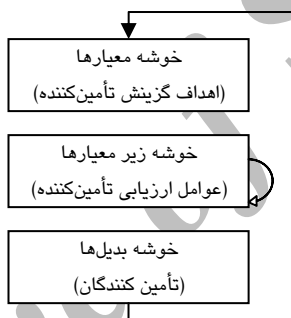 خوشه معیارها
(اهداف گزینش تأمین‌کننده)
خوشه زیر معیارها
(عوامل ارزیابی تأمین‌کننده)
خوشه بدیل‌ها
(تأمین کنندگان)